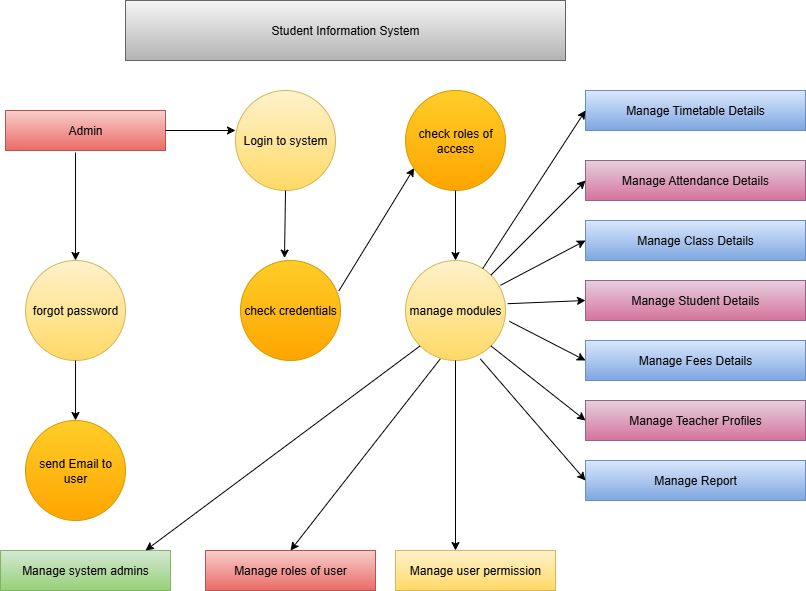 Student Information System
Admin
Login to system
check roles of
access
Manage Timetable Details
Manage Attendance Details
Manage Class Details
forgot password
check credentials
manage modules
Manage Student Details
Manage Fees Details
Manage Teacher Profiles
send Email to
user
Manage Report
Manage system admins
Manage roles of user
Manage user permission